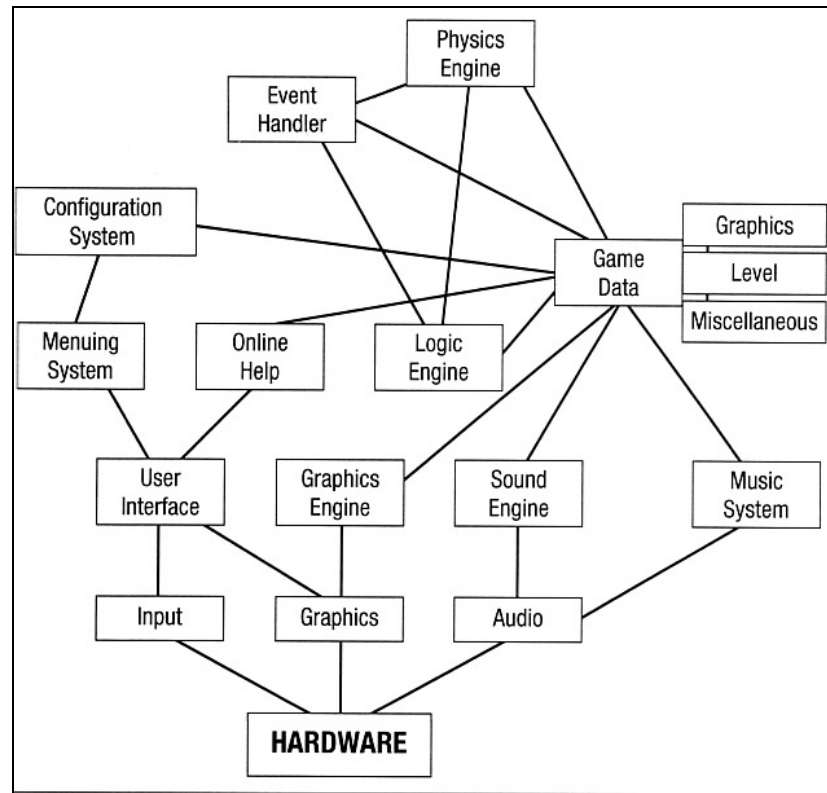 Physics
Engine
Event
Handler
Configuration
System
Game
Data
Graphics
Level
Miscellaneous
Menuing
System
Online
Help
Logic
Engine
User
Interface
Graphics
Engine
Sound
Engine
Music
System
Input
Graphics
Audio
HARDWARE